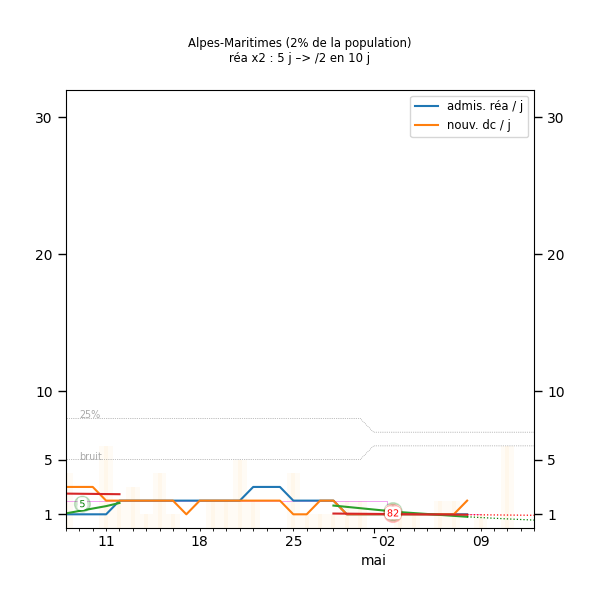 Alpes-Maritimes (2% de la population)
réa x2 : 5 j –> /2 en 10 j
admis. réa / j
nouv. dc / j
30 30
20 20
10 10
25%
5 bruit 5
5
82
1 1
11 18 25 02 09
mai